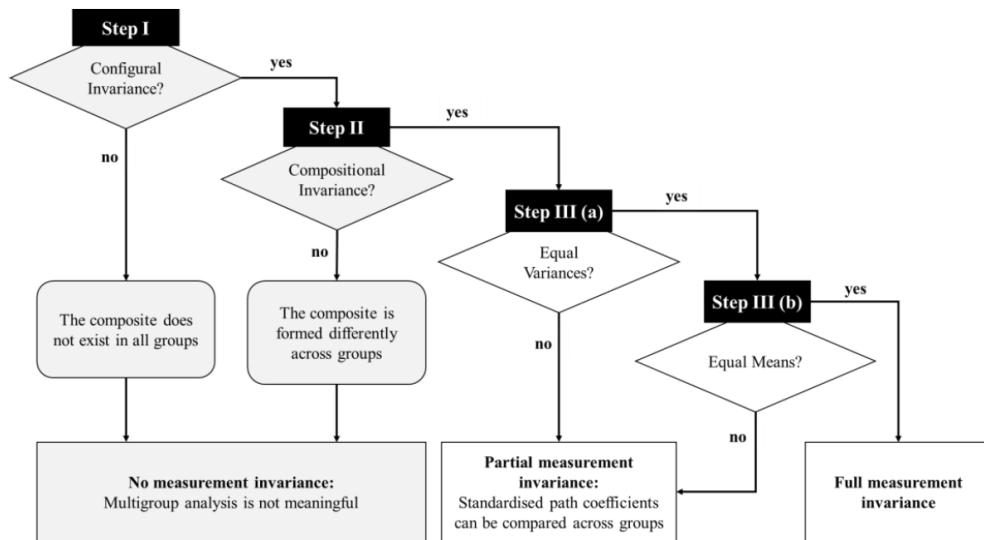 Step I
Configural
Invariance?
yes
no
Step II
Compositional
Invariance?
yes
no
Step III (a)
Equal
Variances?
yes
no
Step III (b)
Equal Means?
yes
no
The composite does
not exist in all groups
The composite is
formed differently
across groups
No measurement invariance:
Multigroup analysis is not meaningful
Partial measurement
invariance:
Standardised path coefficients
can be compared across groups
Full measurement
invariance